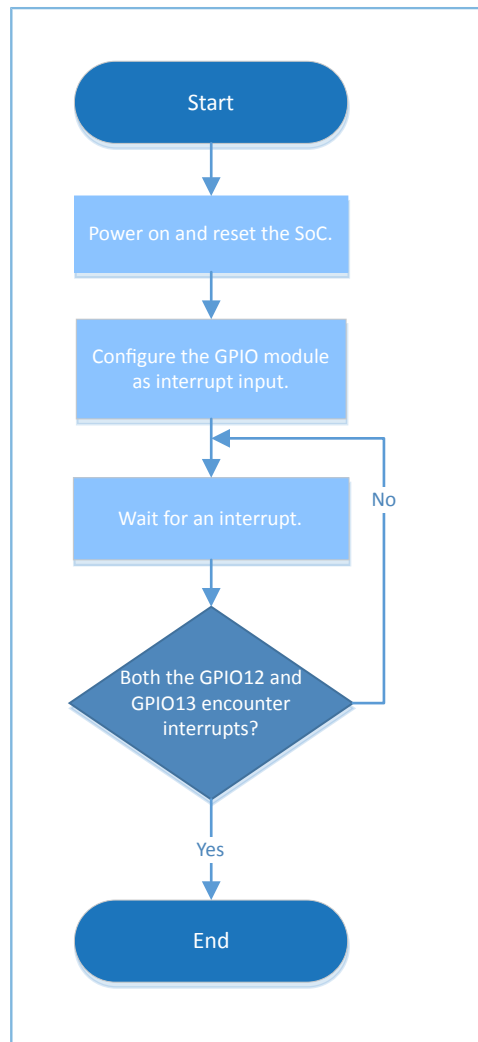 Start
Power on and reset the SoC.
Configure the GPIO module
as interrupt input.
Wait for an interrupt.
No
Both the GPIO12 and
GPIO13 encounter
interrupts?
Yes
End